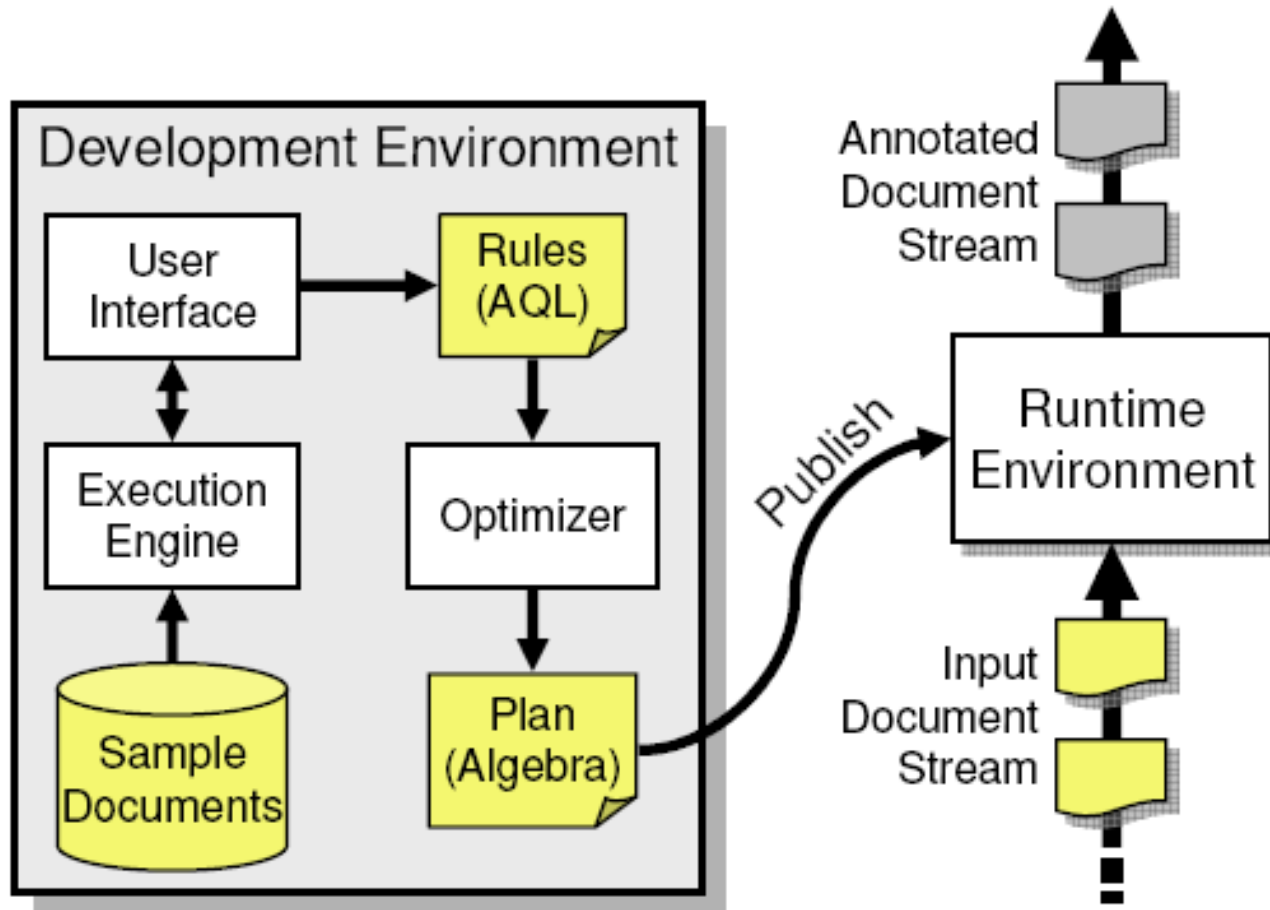 Development Environment
User
Interface
Rules
(AQL)
Execution
Engine
Optimizer
Sample
Documents
Plan
(Algebra)
Publish
Annotated
Document
Stream
Runtime
Environment
Input
Document
Stream